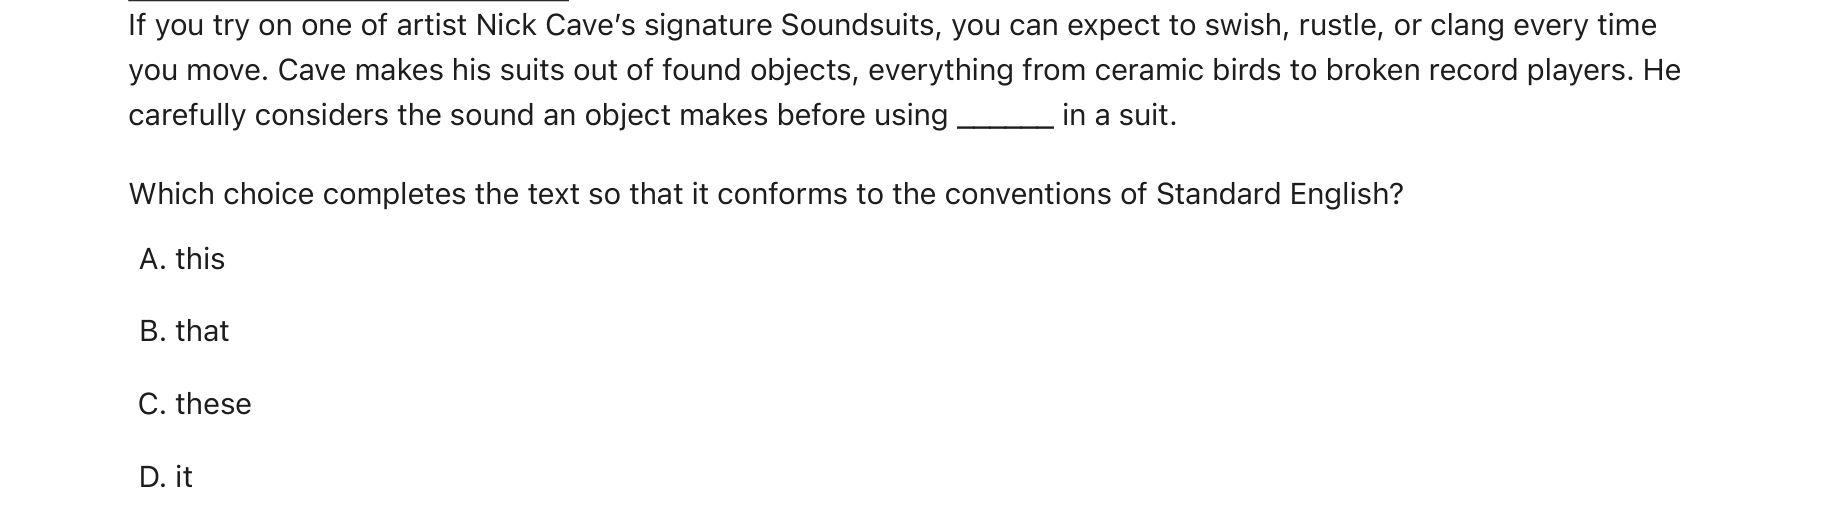 If you try on one of artist Nick Cave’s signature Soundsuits, you can expect to swish, rustle, or clang every time
you move. Cave makes his suits out of found objects, everything from ceramic birds to broken record players. He
carefully considers the sound an object makes before using ______ in a suit.
Which choice completes the text so that it conforms to the conventions of Standard English?
A. this
B. that
C. these
D. it